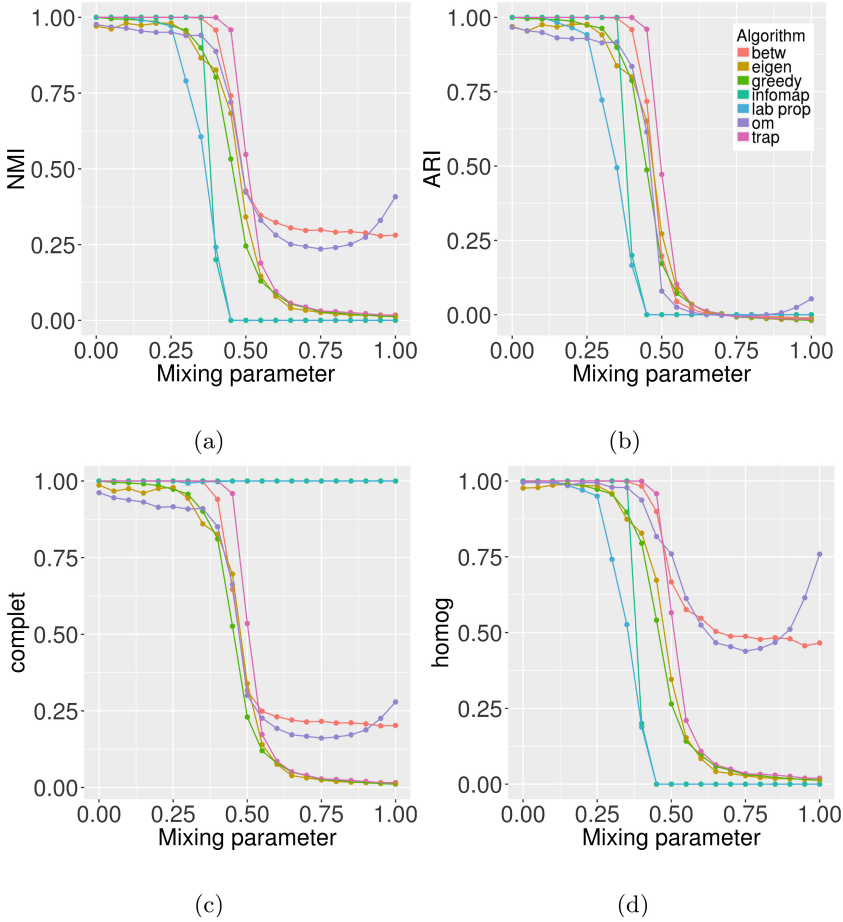 1.00
0.75
0.50
0.25
0.00
NMI
0.00 0.25 0.50 0.75 1.00
Mixing parameter
(a)
1.00
0.75
0.50
0.25
0.00
ARI
Algorithm
betw
eigen
greedy
infomap
lab prop
om
trap
0.00 0.25 0.50 0.75 1.00
Mixing parameter
(b)
1.00
0.75
0.50
0.25
0.00
complet
0.00 0.25 0.50 0.75 1.00
Mixing parameter
(c)
1.00
0.75
0.50
0.25
0.00
homog
0.00 0.25 0.50 0.75 1.00
Mixing parameter
(d)